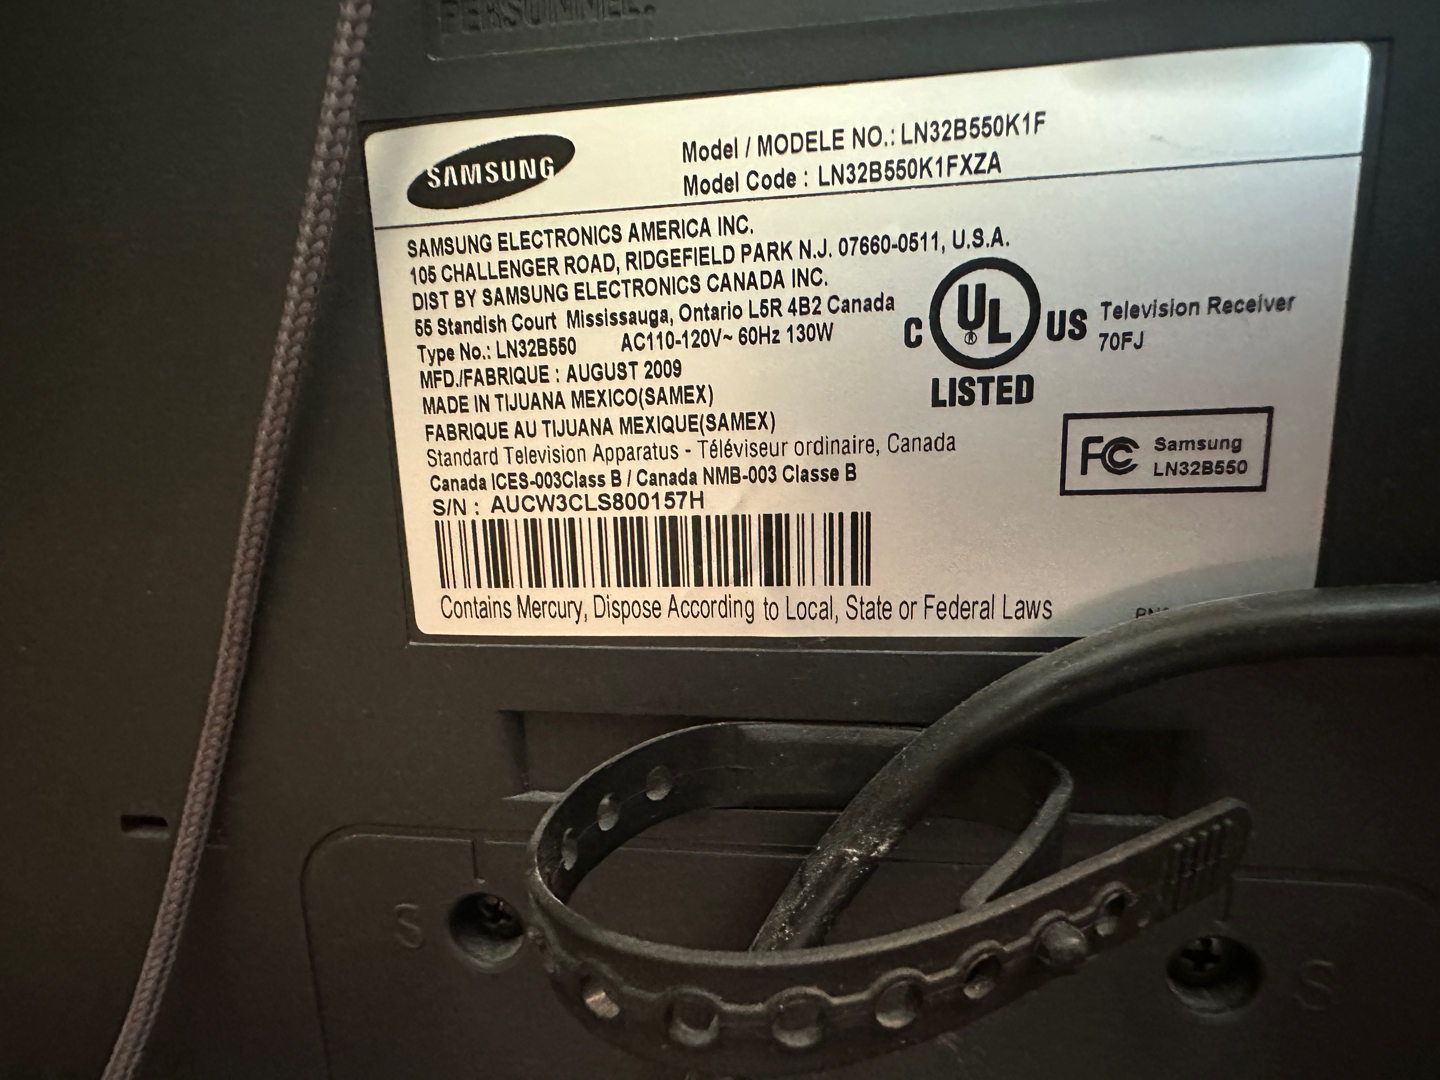 PERSONNEL.
SAMSUNG
Model / MODELE NO.: LN32B550K1F
Model Code : LN32B550K1FXZA
SAMSUNG ELECTRONICS AMERICA INC.
105 CHALLENGER ROAD, RIDGEFIELD PARK N.J. 07660-0511, U.S.A.
DIST BY SAMSUNG ELECTRONICS CANADA INC.
55 Standish Court Mississauga, Ontario L5R 4B2 Canada
Type No.: LN32B550 AC110-120V~ 60Hz 130W
MFD./FABRIQUE : AUGUST 2009
MADE IN TIJUANA MEXICO(SAMEX)
FABRIQUE AU TIJUANA MEXIQUE(SAMEX)
Standard Television Apparatus - Téléviseur ordinaire, Canada
Canada ICES-003Class B / Canada NMB-003 Classe B
S/N : AUCW3CLS800157H
Contains Mercury, Dispose According to Local, State or Federal Laws
C UL ® US
LISTED
Television Receiver
70FJ
FC Samsung
LN32B550
S S